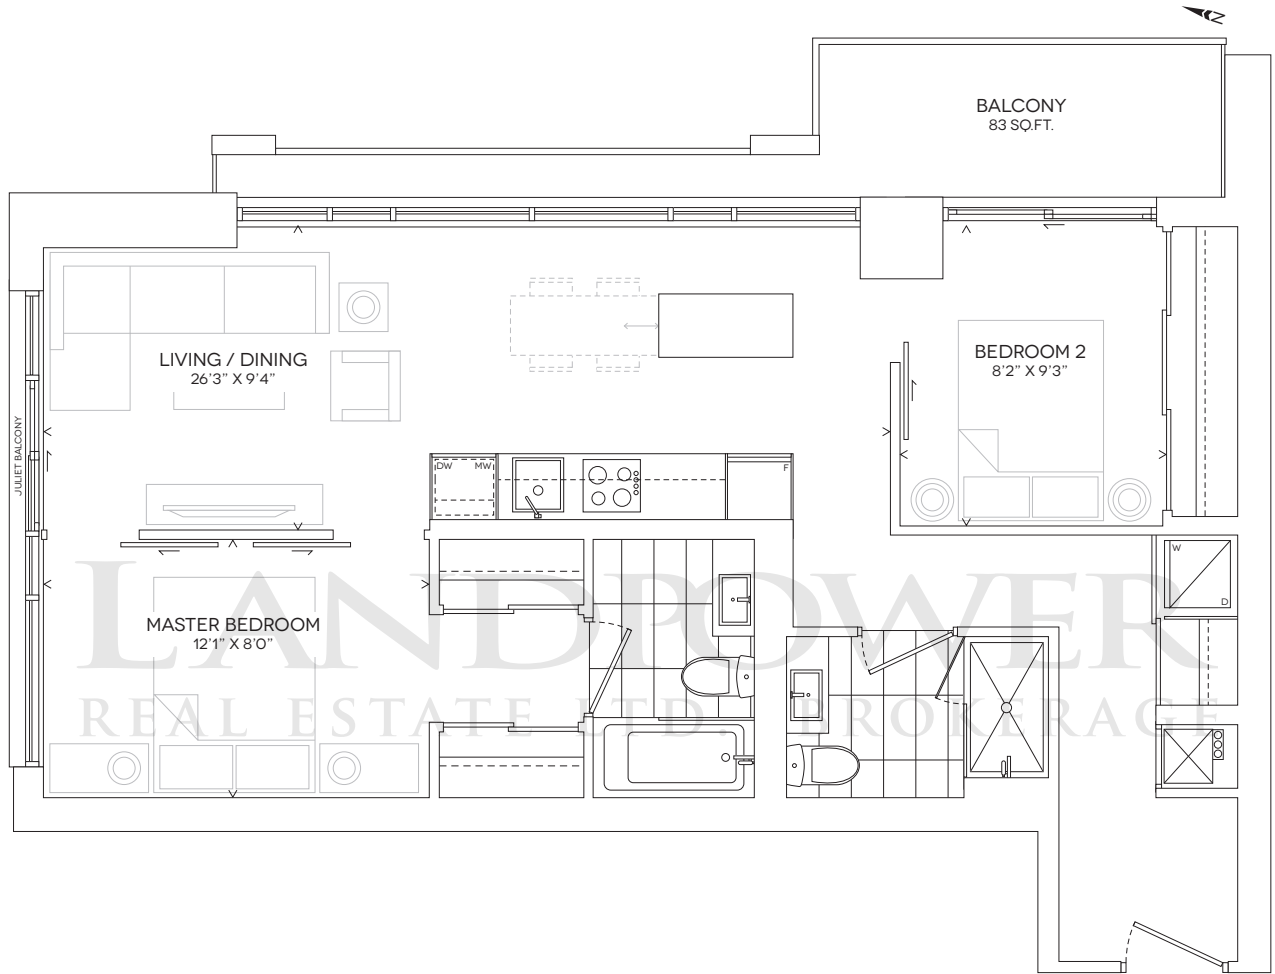 N
BALCONY
83 SQ.FT.
LIVING / DINING
26'3" X 9'4"
BEDROOM 2
8'2" X 9'3"
JULIET BALCONY
DW
MW
F
W
D
LANDPOWER
MASTER BEDROOM
12'1" X 8'0"
REAL ESTATE LTD. BROKERAGE